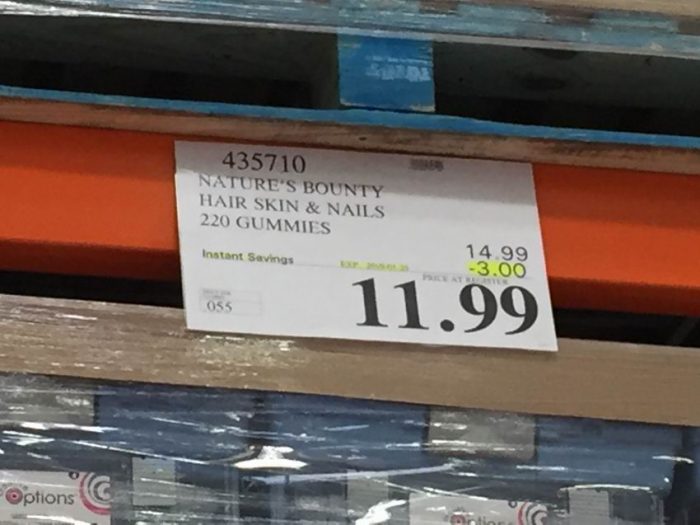 435710
NATURE'S BOUNTY
HAIR SKIN & NAILS
220 GUMMIES
14.99
Instant Savings
-3.00
PRICE AT REGISTER
11.99
055
Options